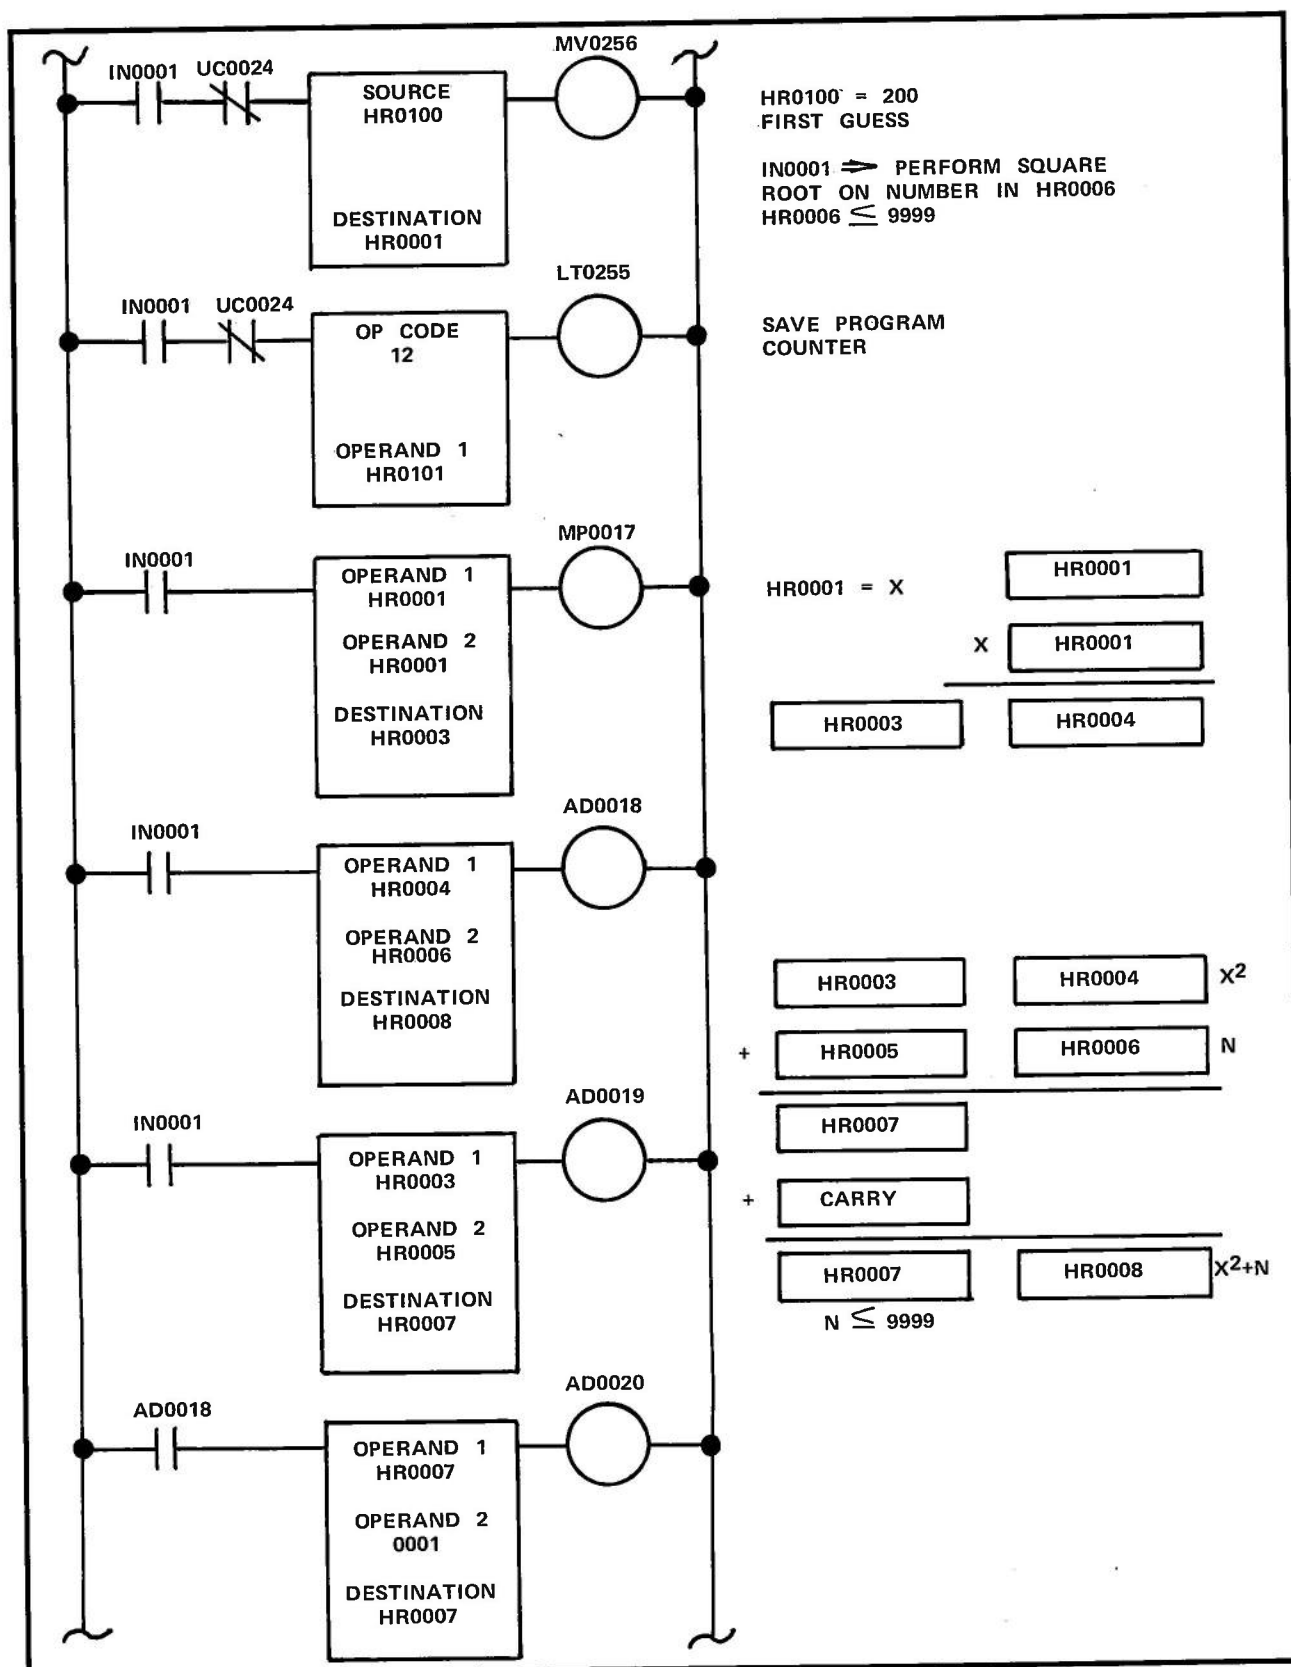 MV0256
IN0001 UC0024
SOURCE
HR0100
DESTINATION
HR0001
HR0100 = 200
FIRST GUESS
IN0001 ⇒ PERFORM SQUARE
ROOT ON NUMBER IN HR0006
HR0006 ≤ 9999
LT0255
IN0001 UC0024
OP CODE
12
OPERAND 1
HR0101
SAVE PROGRAM
COUNTER
MP0017
IN0001
OPERAND 1
HR0001
OPERAND 2
HR0001
DESTINATION
HR0003
HR0001 = X
HR0001
X HR0001
HR0003 HR0004
AD0018
IN0001
OPERAND 1
HR0004
OPERAND 2
HR0006
DESTINATION
HR0008
HR0003 HR0004 X²
+ HR0005 HR0006 N
HR0007
+ CARRY
HR0007 HR0008 X²+N
N ≤ 9999
AD0019
IN0001
OPERAND 1
HR0003
OPERAND 2
HR0005
DESTINATION
HR0007
AD0020
AD0018
OPERAND 1
HR0007
OPERAND 2
0001
DESTINATION
HR0007